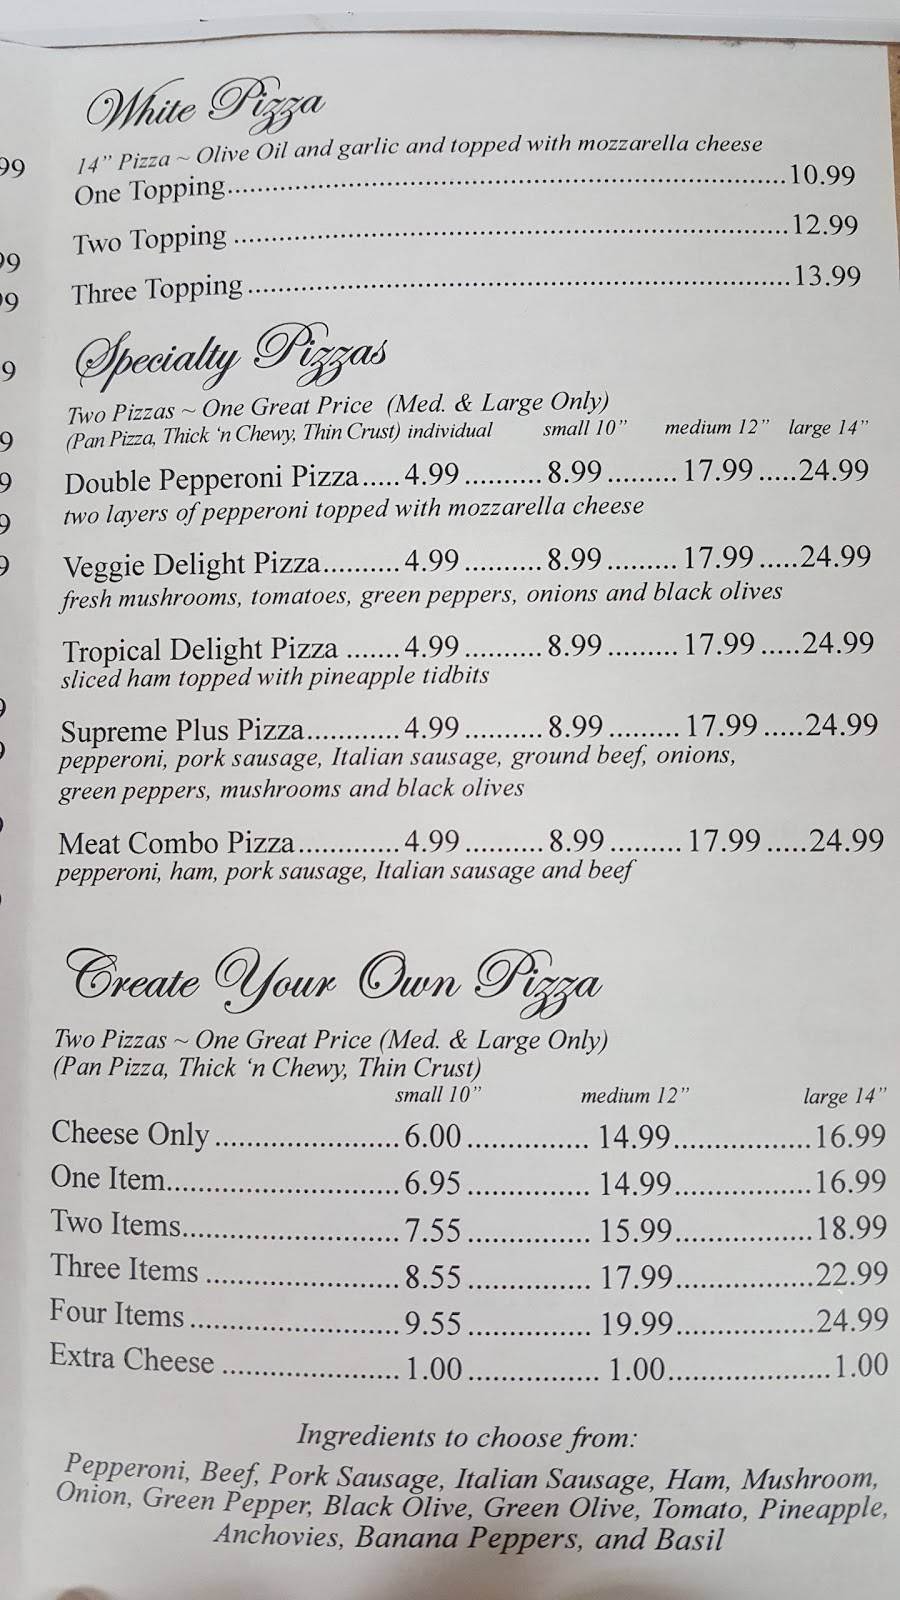 White Pizza
14” Pizza ~ Olive Oil and garlic and topped with mozzarella cheese
One Topping..........10.99
Two Topping..........12.99
Three Topping..........13.99
Specialty Pizzas
Two Pizzas ~ One Great Price (Med. & Large Only)
(Pan Pizza, Thick ‘n Chewy, Thin Crust) individual small 10” medium 12” large 14”
Double Pepperoni Pizza.....4.99..........8.99.........17.99.....24.99
two layers of pepperoni topped with mozzarella cheese
Veggie Delight Pizza..........4.99..........8.99.........17.99.....24.99
fresh mushrooms, tomatoes, green peppers, onions and black olives
Tropical Delight Pizza.......4.99..........8.99.........17.99.....24.99
sliced ham topped with pineapple tidbits
Supreme Plus Pizza............4.99..........8.99.........17.99.....24.99
pepperoni, pork sausage, Italian sausage, ground beef, onions,
green peppers, mushrooms and black olives
Meat Combo Pizza.............4.99..........8.99.........17.99.....24.99
pepperoni, ham, pork sausage, Italian sausage and beef
Create Your Own Pizza
Two Pizzas ~ One Great Price (Med. & Large Only)
(Pan Pizza, Thick ‘n Chewy, Thin Crust)
small 10” medium 12” large 14”
Cheese Only..........6.00..........14.99..........16.99
One Item..........6.95..........14.99..........16.99
Two Items..........7.55..........15.99..........18.99
Three Items..........8.55..........17.99..........22.99
Four Items..........9.55..........19.99..........24.99
Extra Cheese..........1.00..........1.00..........1.00
Ingredients to choose from:
Pepperoni, Beef, Pork Sausage, Italian Sausage, Ham, Mushroom,
Onion, Green Pepper, Black Olive, Green Olive, Tomato, Pineapple,
Anchovies, Banana Peppers, and Basil